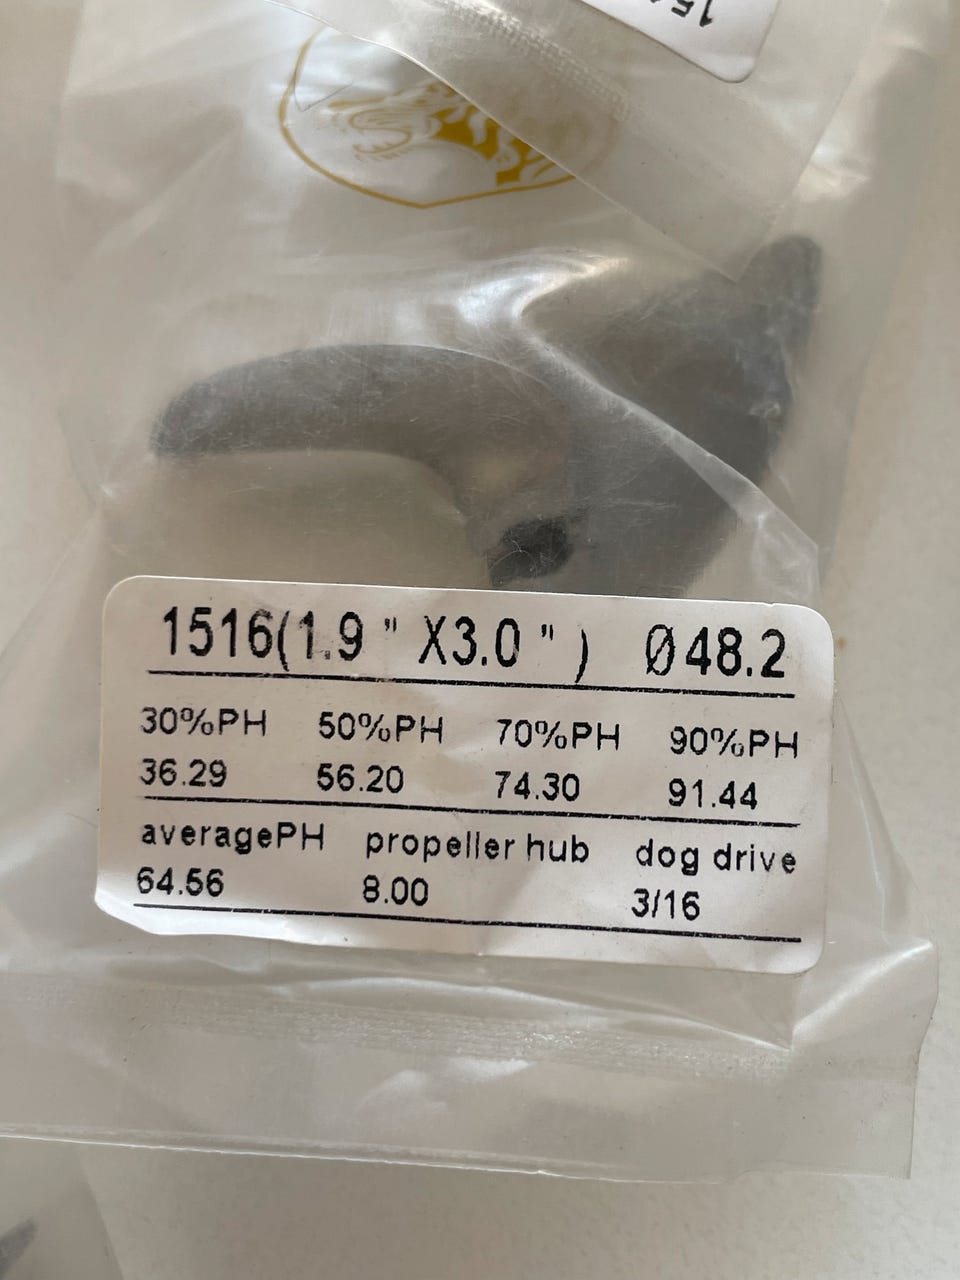 1516(1.9 " X3.0 " ) Ø48.2
30%PH 50%PH 70%PH 90%PH
36.29 56.20 74.30 91.44
averagePH propeller hub dog drive
64.56 8.00 3/16